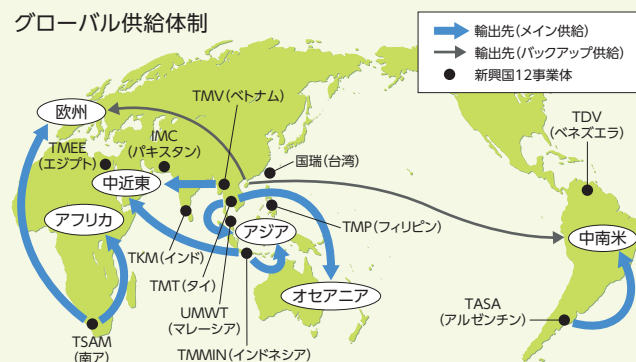 グローバル供給体制
輸出先(メイン供給)
輸出先(バックアップ供給)
新興国12事業体
欧州
TMV(ベトナム)
TDV
(ベネズエラ)
TMEE
(エジプト)
IMC
(パキスタン)
国瑞(台湾)
中近東
アフリカ
TMP(フィリピン)
アジア
中南米
TKM(インド)
TMT(タイ)
オセアニア
UMWT
(マレーシア)
TASA
(アルゼンチン)
TSAM
(南ア)
TMMIN(インドネシア)